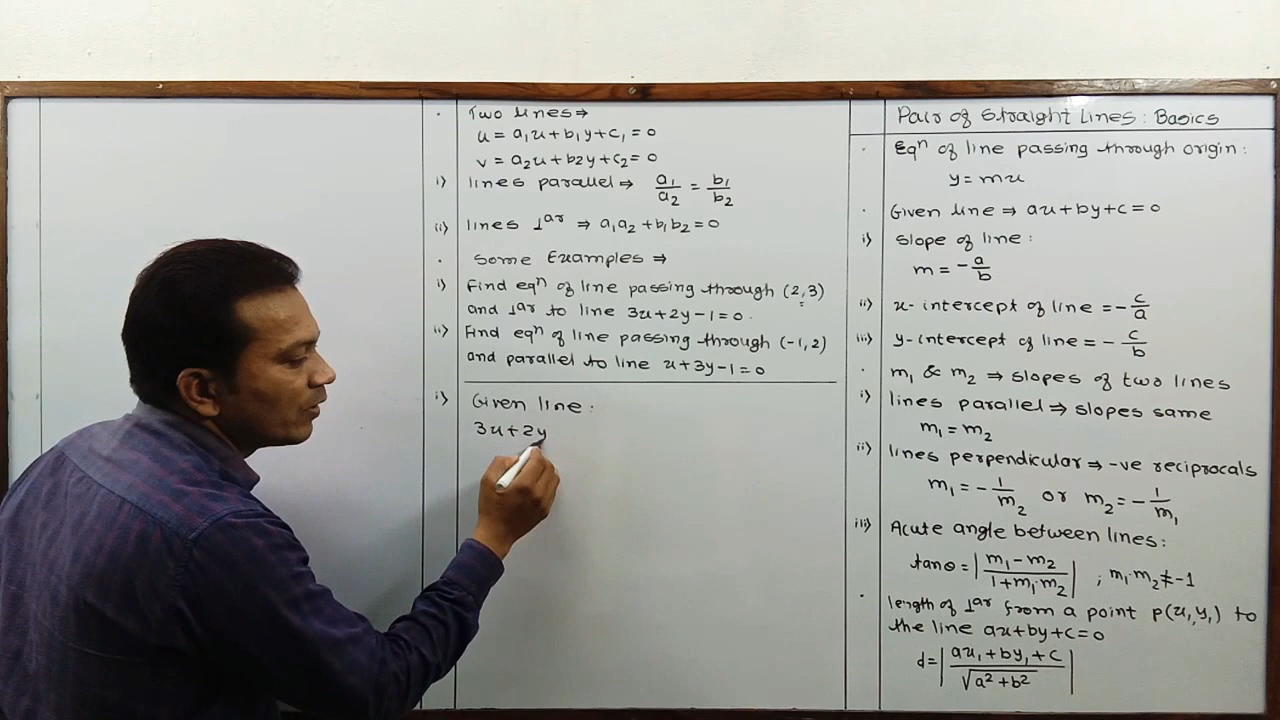 Pair of Straight Lines: Basics
· Eqⁿ of line passing through origin:
y = mx
· Given line ⇒ ax+by+c=0
i) slope of line:
m = -a/b
ii) x-intercept of line = -c/a
iii) y-intercept of line = -c/b
· m₁ & m₂ ⇒ slopes of two lines
i) lines parallel ⇒ slopes same
m₁ = m₂
ii) lines perpendicular ⇒ -ve reciprocals
m₁ = -1/m₂ or m₂ = -1/m₁
iii) Acute angle between lines:
tanθ = |(m₁-m₂)/(1+m₁·m₂)| ; m₁·m₂ ≠ -1
· length of ⊥ᵃʳ from a point P(x₁,y₁) to
the line ax+by+c=0
d = |(ax₁+by₁+c)/√(a²+b²)|
· Two lines ⇒
u = a₁x+b₁y+c₁=0
v = a₂x+b₂y+c₂=0
i) lines parallel ⇒ a₁/a₂ = b₁/b₂
ii) lines ⊥ᵃʳ ⇒ a₁a₂+b₁b₂=0
· Some Examples ⇒
i) Find eqⁿ of line passing through (2,3)
and ⊥ᵃʳ to line 3x+2y-1=0.
ii) Find eqⁿ of line passing through (-1,2)
and parallel to line x+3y-1=0
i) Given line:
3x+2y